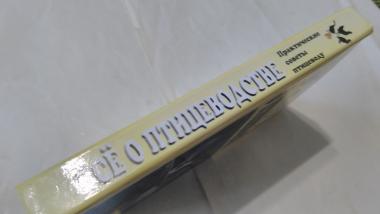 СЁ О ПТИЦЕВОДСТВЕ
Практические
советы
птицеводу